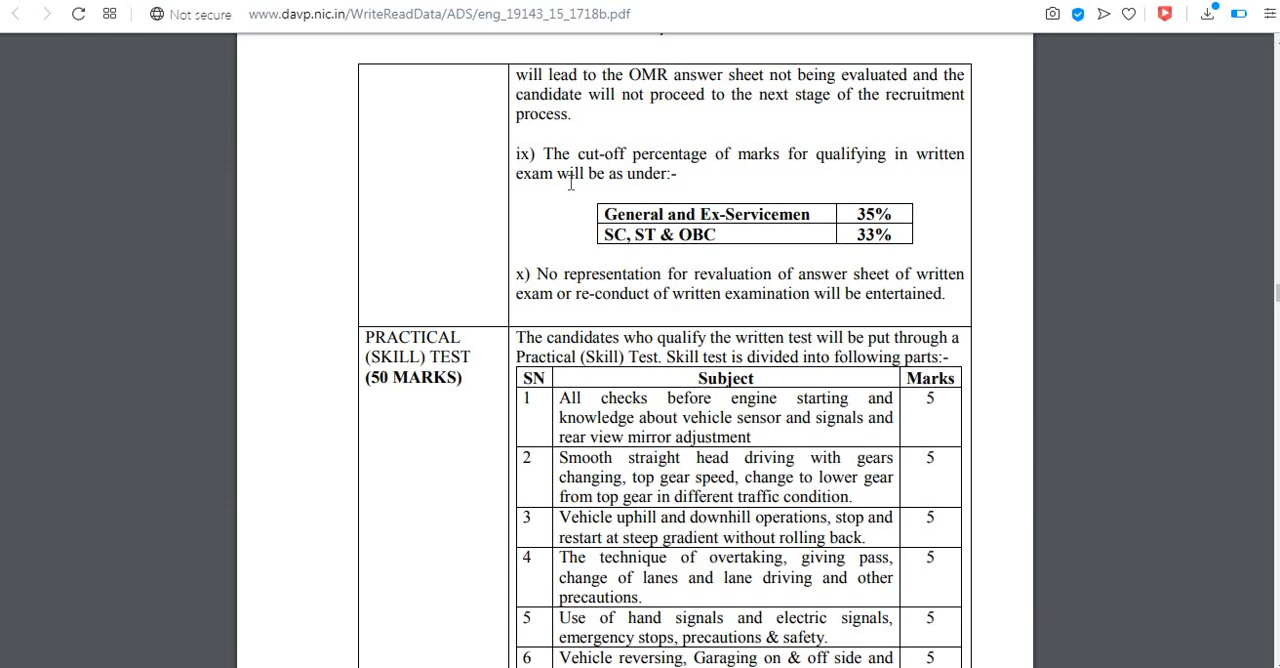 Not secure www.davp.nic.in/WriteReadData/ADS/eng_19143_15_1718b.pdf
will lead to the OMR answer sheet not being evaluated and the
candidate will not proceed to the next stage of the recruitment
process.
ix) The cut-off percentage of marks for qualifying in written
exam will be as under:-
General and Ex-Servicemen 35%
SC, ST & OBC 33%
x) No representation for revaluation of answer sheet of written
exam or re-conduct of written examination will be entertained.
PRACTICAL
(SKILL) TEST
(50 MARKS)
The candidates who qualify the written test will be put through a
Practical (Skill) Test. Skill test is divided into following parts:-
SN Subject Marks
1 All checks before engine starting and 5
knowledge about vehicle sensor and signals and
rear view mirror adjustment
2 Smooth straight head driving with gears 5
changing, top gear speed, change to lower gear
from top gear in different traffic condition.
3 Vehicle uphill and downhill operations, stop and 5
restart at steep gradient without rolling back.
4 The technique of overtaking, giving pass, 5
change of lanes and lane driving and other
precautions.
5 Use of hand signals and electric signals, 5
emergency stops, precautions & safety.
6 Vehicle reversing, Garaging on & off side and 5